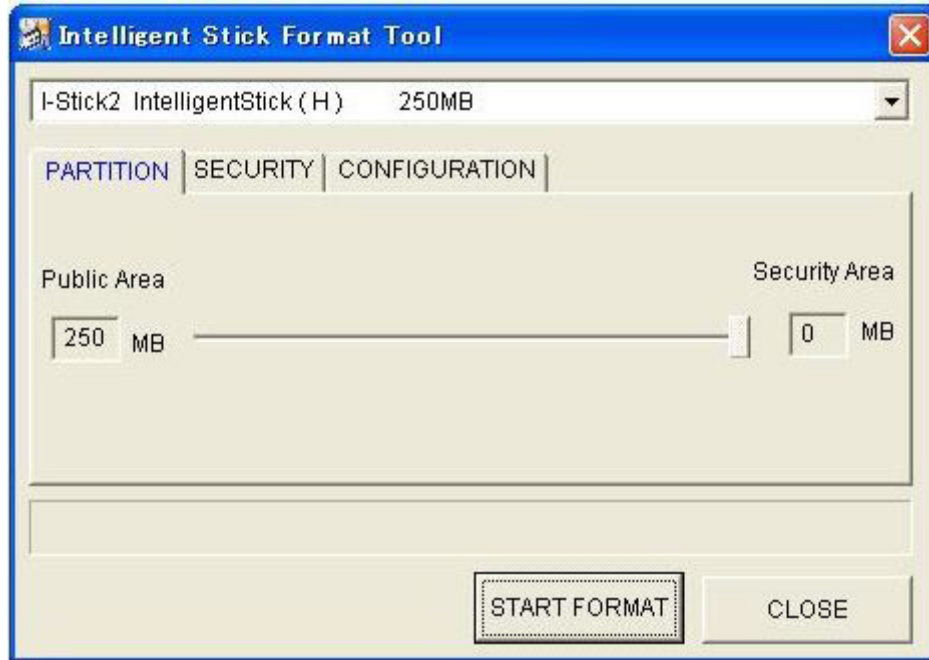 Intelligent Stick Format Tool
I-Stick2 IntelligentStick ( H ) 250MB
PARTITION SECURITY CONFIGURATION
Public Area Security Area
250 MB 0 MB
START FORMAT CLOSE